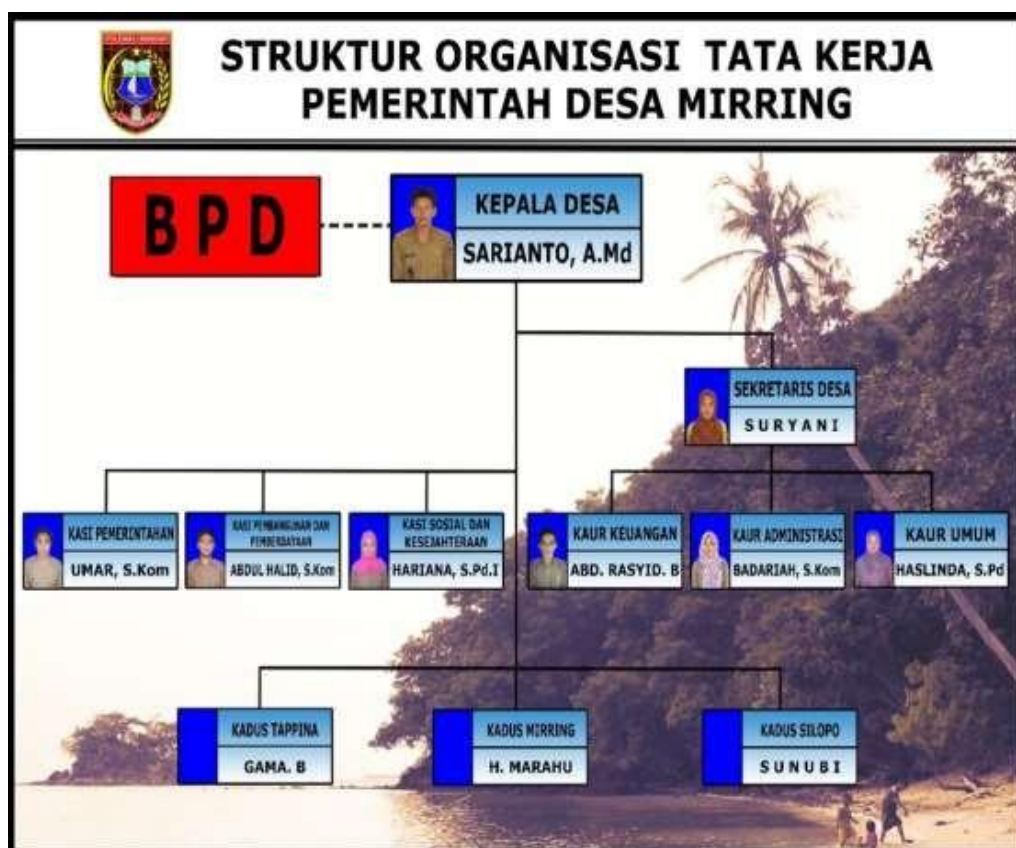 POLEWALI MANDAR
STRUKTUR ORGANISASI TATA KERJA
PEMERINTAH DESA MIRRING
B P D
KEPALA DESA
SARIANTO, A.Md
SEKRETARIS DESA
SURYANI
KASI PEMERINTAHAN
UMAR, S.Kom
KASI PEMBANGUNAN DAN
PEMBERDAYAAN
ABDUL HALID, S.Kom
KASI SOSIAL DAN
KESEJAHTERAAN
HARIANA, S.Pd.I
KAUR KEUANGAN
ABD. RASYID. B
KAUR ADMINISTRASI
BADARIAH, S.Kom
KAUR UMUM
HASLINDA, S.Pd
KADUS TAPPINA
GAMA. B
KADUS MIRRING
H. MARAHU
KADUS SILOPO
SUNUBI